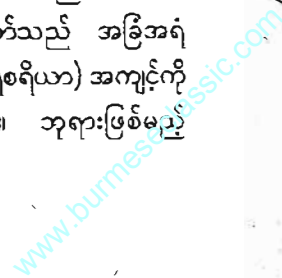 သည် အခြံအရံ
စရိယာ) အကျင့်ကို
။ ဘုရားဖြစ်မည့်
www.burmeseclassic.com